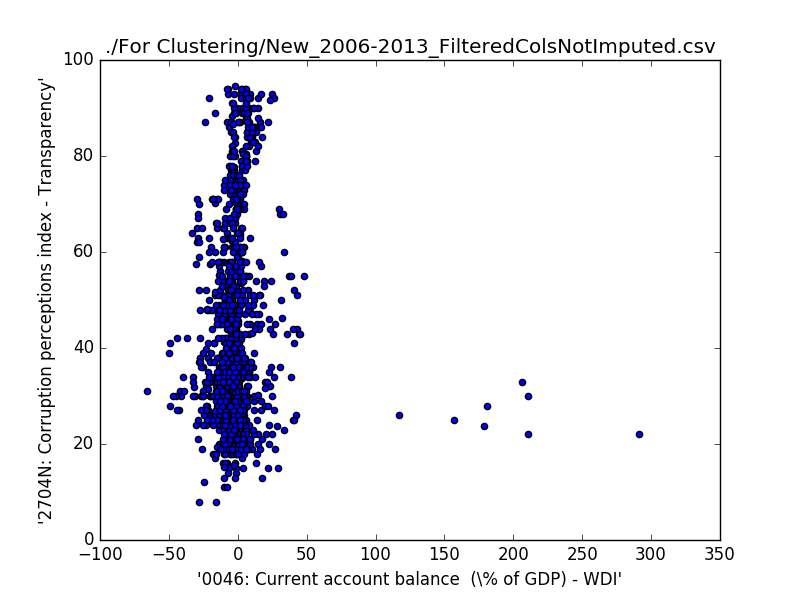 ./For Clustering/New_2006-2013_FilteredColsNotImputed.csv
100
80
60
40
20
0
'2704N: Corruption perceptions index - Transparency'
−100 −50 0 50 100 150 200 250 300 350
'0046: Current account balance  (\% of GDP) - WDI'